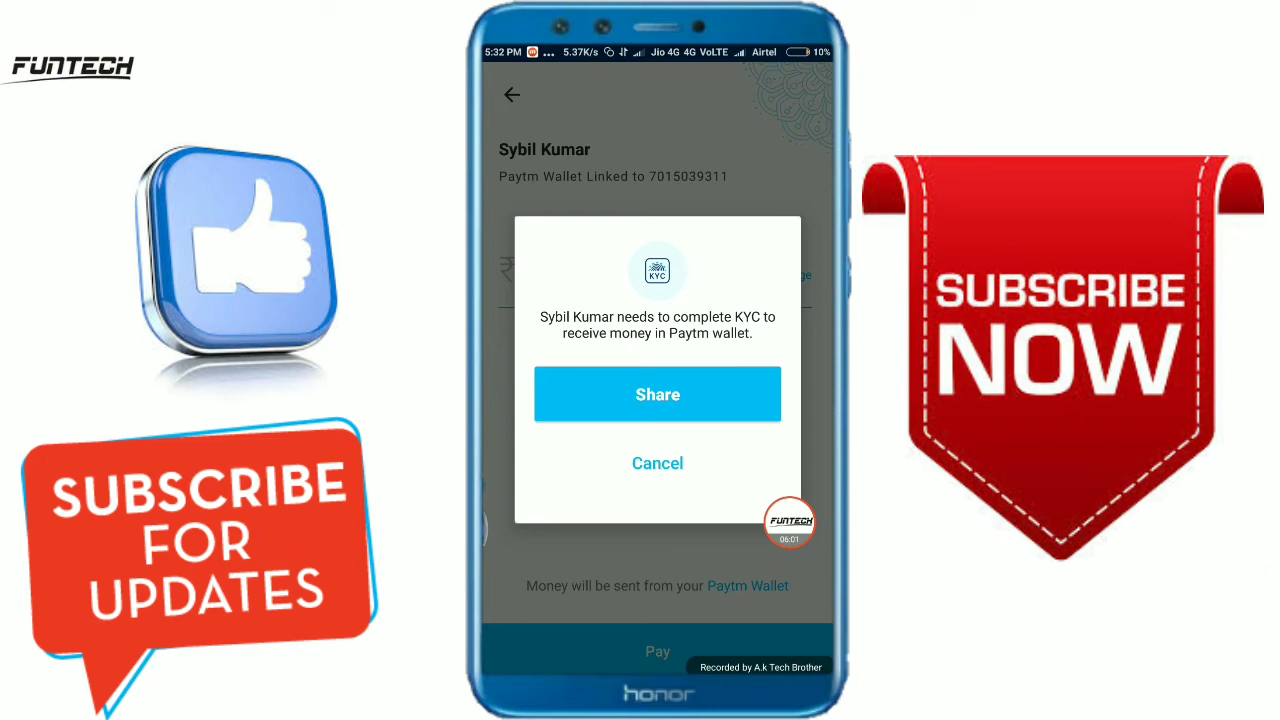 FUNTECH
5:32 PM ... 5.37K/s Jio 4G 4G VoLTE Airtel 10%
Sybil Kumar
Paytm Wallet Linked to 7015039311
₹
ge
KYC
Sybil Kumar needs to complete KYC to
receive money in Paytm wallet.
Share
Cancel
FUNTECH
06:01
Money will be sent from your Paytm Wallet
Pay
Recorded by A.k Tech Brother
honor
SUBSCRIBE
FOR
UPDATES
SUBSCRIBE
NOW